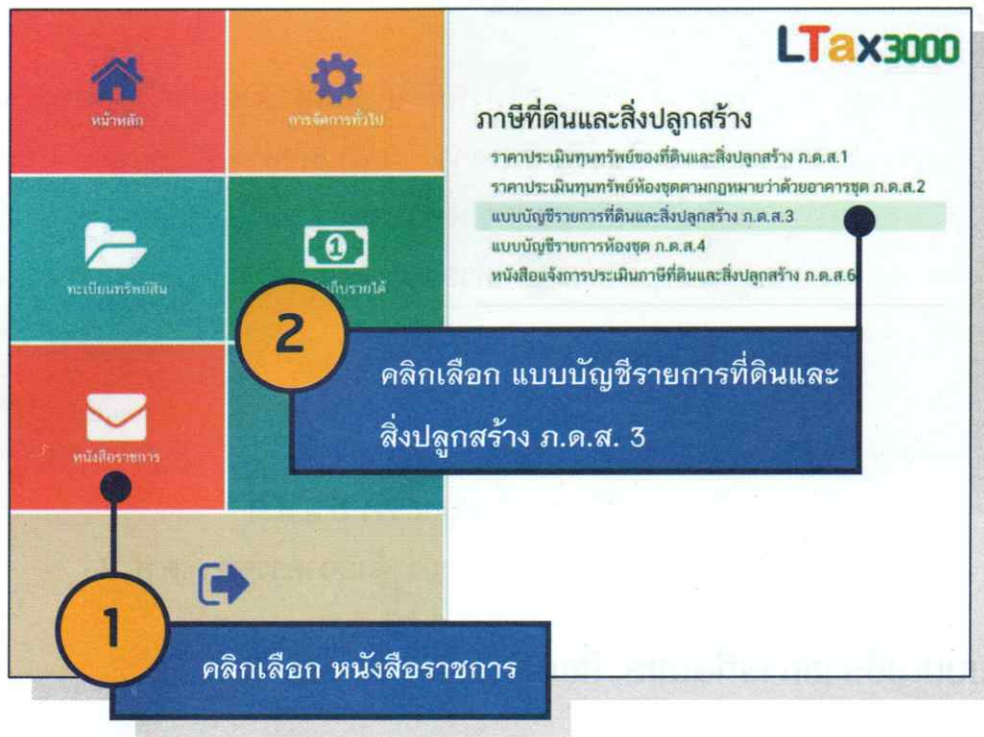 LTax3000
หน้าหลัก
การจัดการทั่วไป
ภาษีที่ดินและสิ่งปลูกสร้าง
ราคาประเมินทุนทรัพย์ของที่ดินและสิ่งปลูกสร้าง ภ.ด.ส.1
ราคาประเมินทุนทรัพย์ห้องชุดตามกฎหมายว่าด้วยอาคารชุด ภ.ด.ส.2
แบบบัญชีรายการที่ดินและสิ่งปลูกสร้าง ภ.ด.ส.3
แบบบัญชีรายการห้องชุด ภ.ด.ส.4
หนังสือแจ้งการประเมินภาษีที่ดินและสิ่งปลูกสร้าง ภ.ด.ส.6
ทะเบียนทรัพย์สิน
ก็บรายได้
2
คลิกเลือก แบบบัญชีรายการที่ดินและ
สิ่งปลูกสร้าง ภ.ด.ส. 3
หนังสือราชการ
1
คลิกเลือก หนังสือราชการ